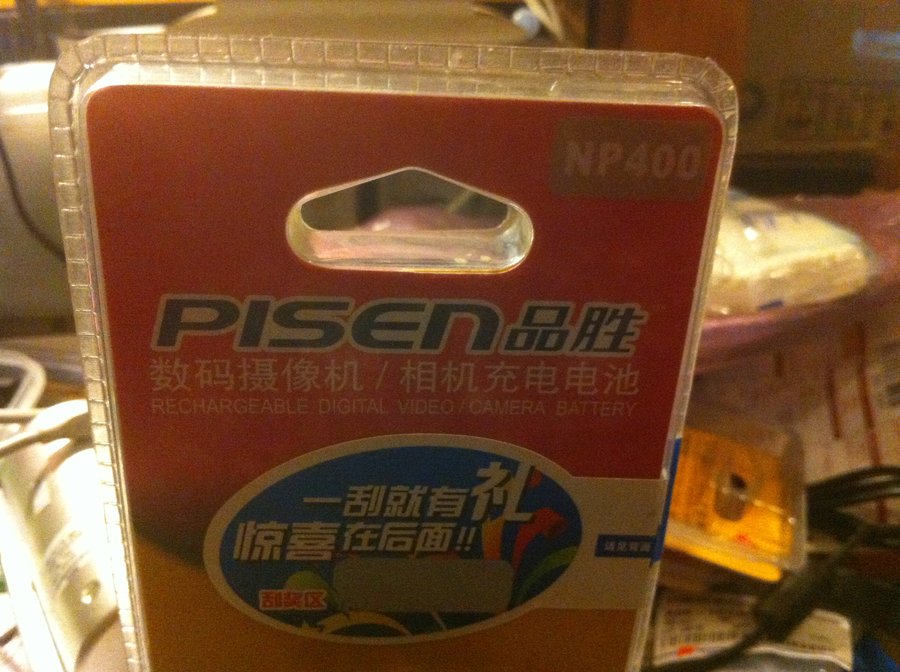 NP400
PISEN品胜
数码摄像机/相机充电电池
RECHARGEABLE DIGITAL VIDEO/CAMERA BATTERY
一刮就有礼
惊喜在后面!!
刮奖区